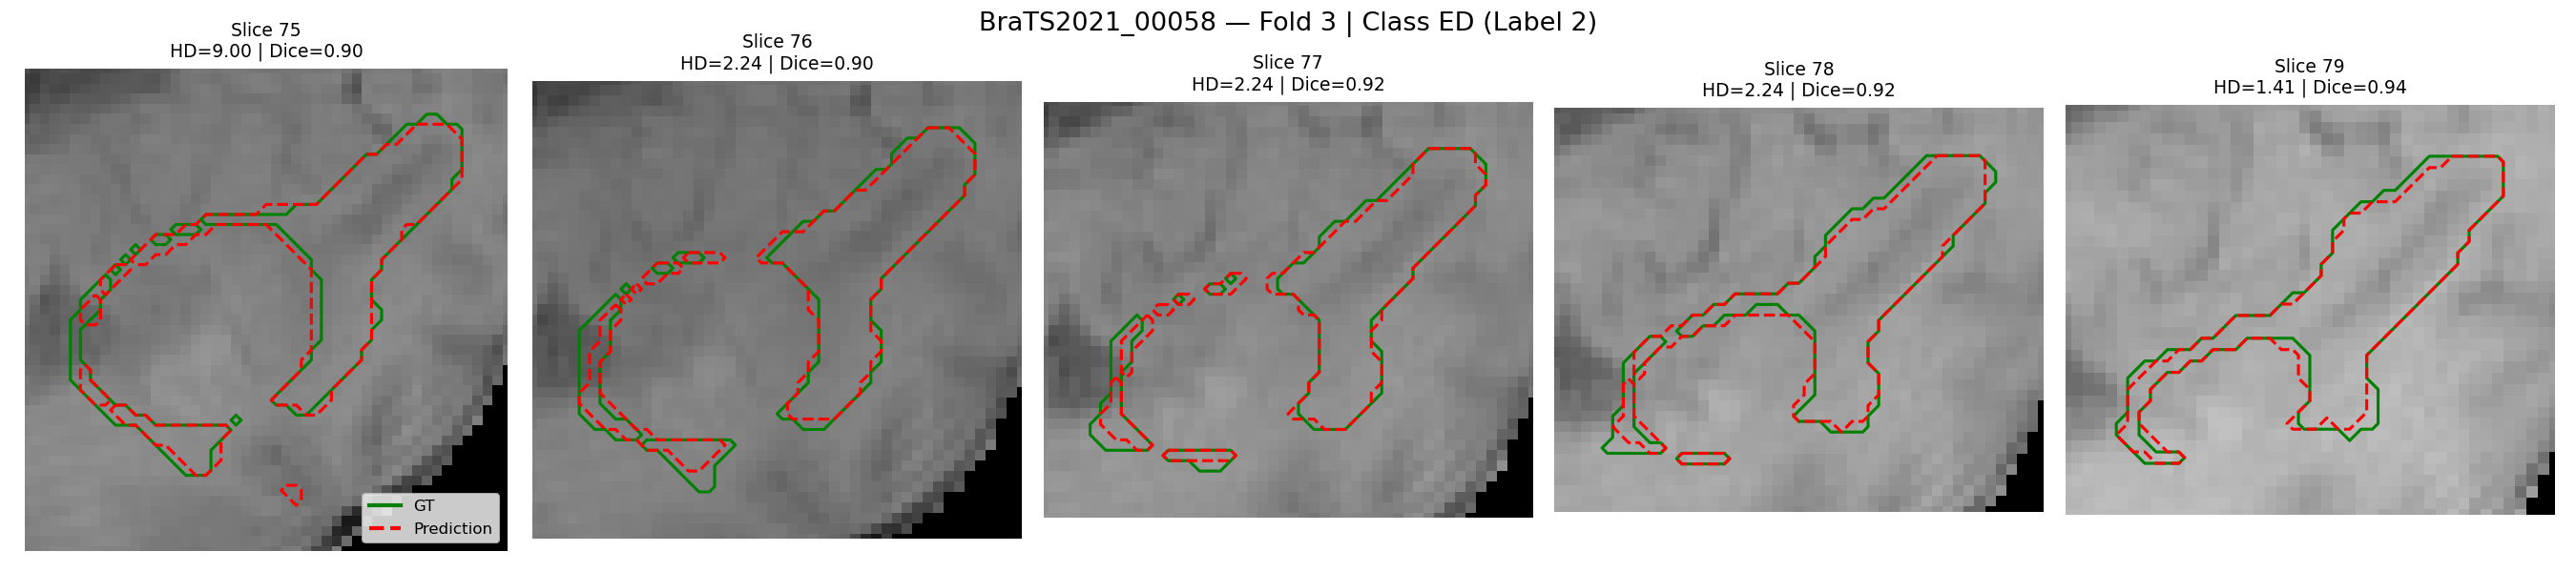 BraTS2021_00058 — Fold 3 | Class ED (Label 2)
Slice 75
HD=9.00 | Dice=0.90
Slice 76
HD=2.24 | Dice=0.90
Slice 77
HD=2.24 | Dice=0.92
Slice 78
HD=2.24 | Dice=0.92
Slice 79
HD=1.41 | Dice=0.94
GT
Prediction